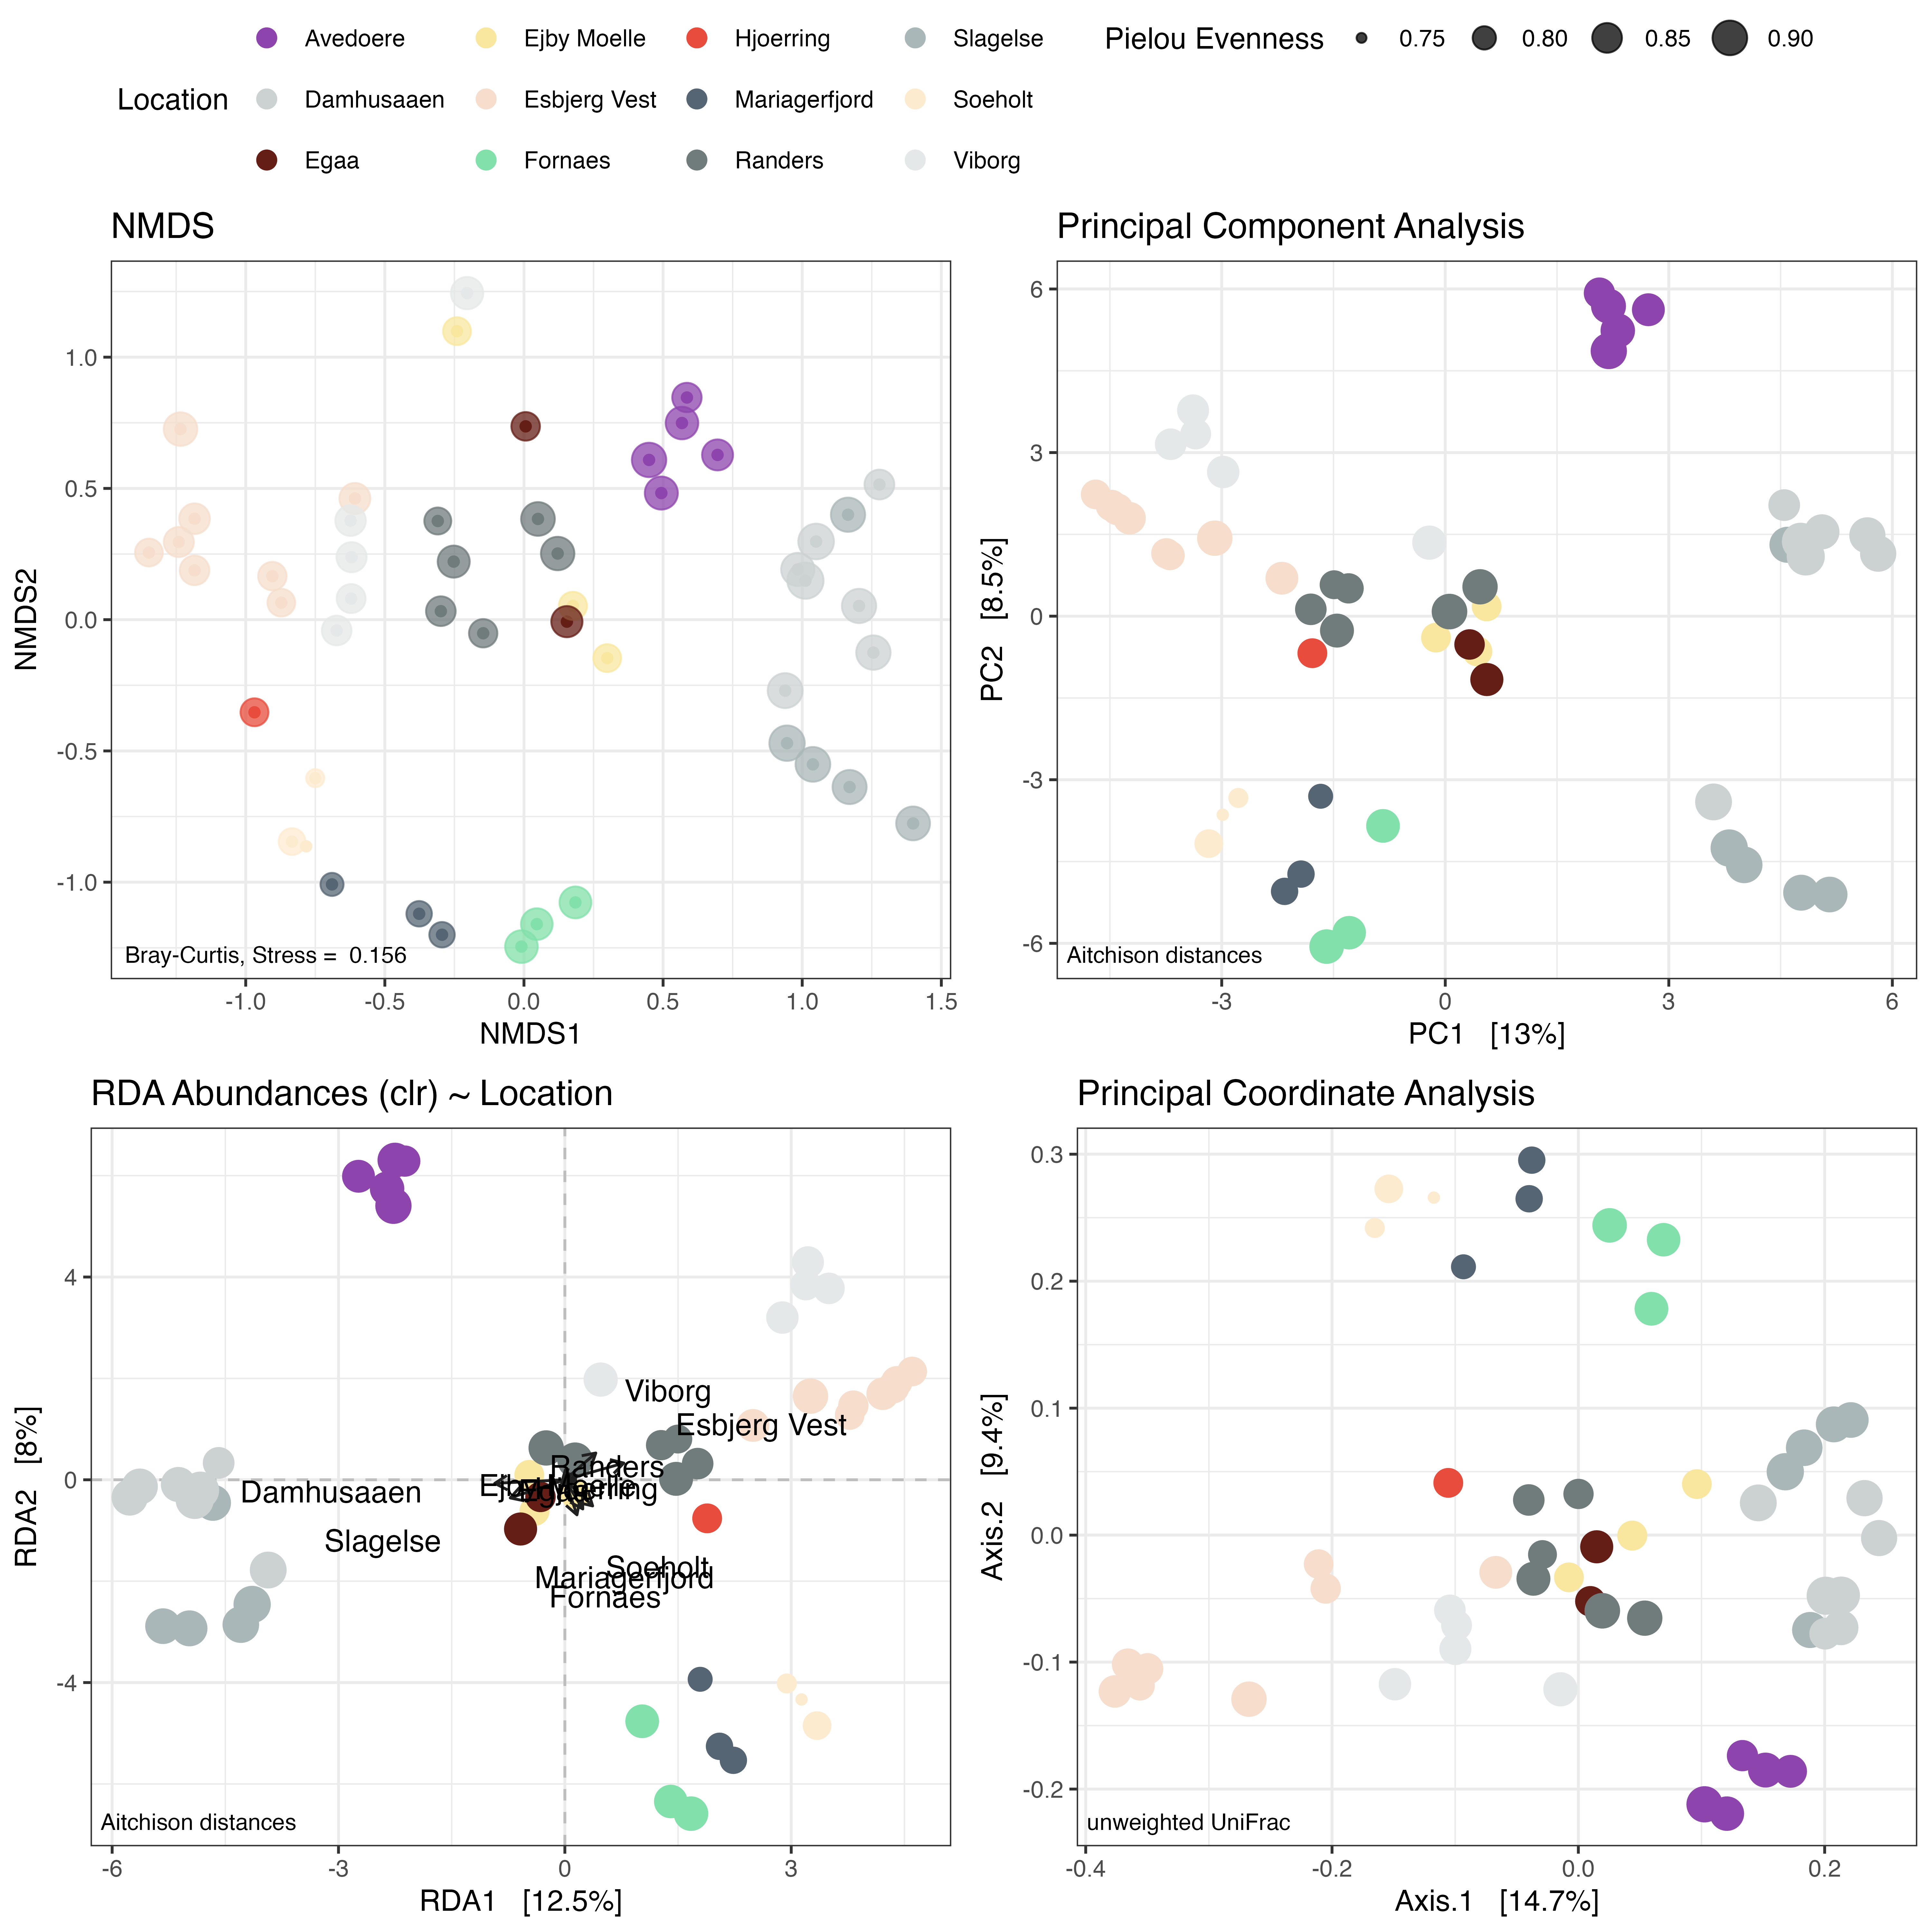 Avedoere Ejby Moelle Hjoerring Slagelse Pielou Evenness 0.75 0.80 0.85 0.90
Location Damhusaaen Esbjerg Vest Mariagerfjord Soeholt
Egaa Fornaes Randers Viborg
NMDS
1.0
0.5
0.0
-0.5
-1.0
NMDS2
Bray-Curtis, Stress = 0.156
-1.0 -0.5 0.0 0.5 1.0 1.5
NMDS1
Principal Component Analysis
6
3
0
-3
-6
PC2 [8.5%]
Aitchison distances
-3 0 3 6
PC1 [13%]
RDA Abundances (clr) ~ Location
4
0
-4
RDA2 [8%]
Viborg
Esbjerg Vest
Randers
Ejby Moelle
Egaa
Hjoerring
Damhusaaen
Slagelse
Soeholt
Mariagerfjord
Fornaes
Aitchison distances
-6 -3 0 3
RDA1 [12.5%]
Principal Coordinate Analysis
0.3
0.2
0.1
0.0
-0.1
-0.2
Axis.2 [9.4%]
unweighted UniFrac
-0.4 -0.2 0.0 0.2
Axis.1 [14.7%]